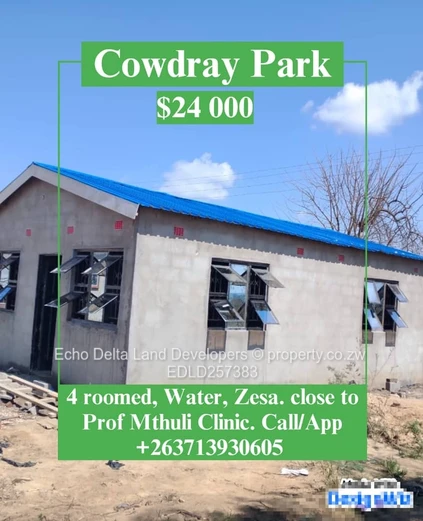 Cowdray Park
$24 000
Echo Delta Land Developers @ property.co.zw
EDLD257383
4 roomed, Water, Zesa. close to
Prof Mthuli Clinic. Call/App
+263713930605